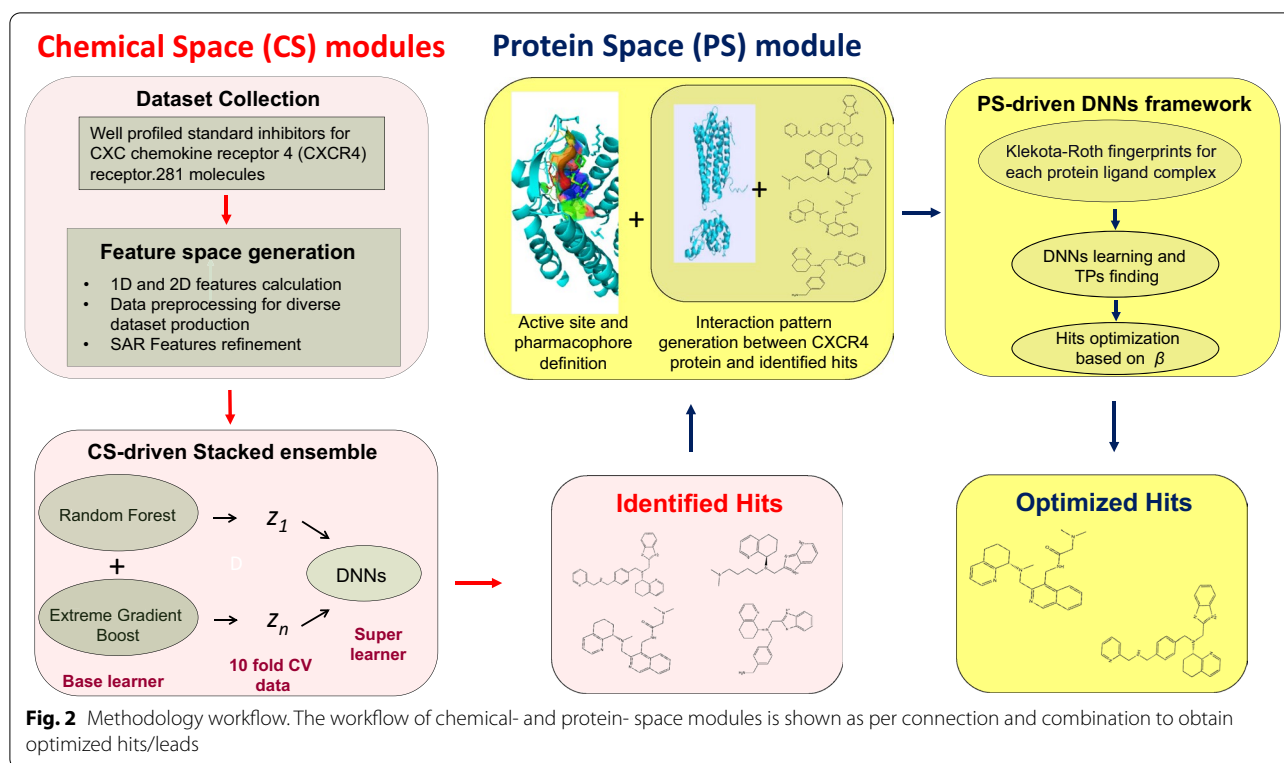 Chemical Space (CS) modules
Protein Space (PS) module
Dataset Collection
Well profiled standard inhibitors for
CXC chemokine receptor 4 (CXCR4)
receptor.281 molecules
Feature space generation
• 1D and 2D features calculation
• Data preprocessing for diverse
dataset production
• SAR Features refinement
CS-driven Stacked ensemble
Random Forest
z1
+
D
DNNs
Extreme Gradient
Boost
zn
Super
learner
Base learner
10 fold CV
data
Identified Hits
+
+
Active site and
pharmacophore
definition
Interaction pattern
generation between CXCR4
protein and identified hits
PS-driven DNNs framework
Klekota-Roth fingerprints for
each protein ligand complex
DNNs learning and
TPs finding
Hits optimization
based on β
Optimized Hits
Fig. 2 Methodology workflow. The workflow of chemical- and protein- space modules is shown as per connection and combination to obtain
optimized hits/leads